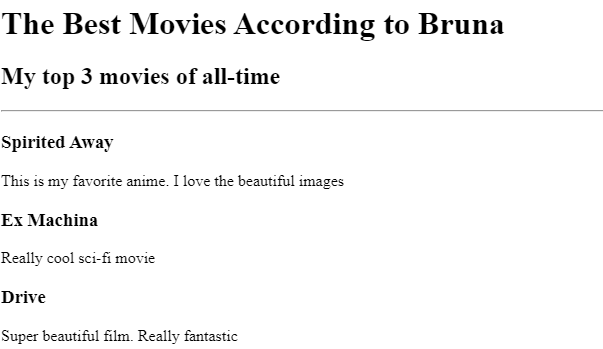 The Best Movies According to Bruna
My top 3 movies of all-time
Spirited Away
This is my favorite anime. I love the beautiful images
Ex Machina
Really cool sci-fi movie
Drive
Super beautiful film. Really fantastic